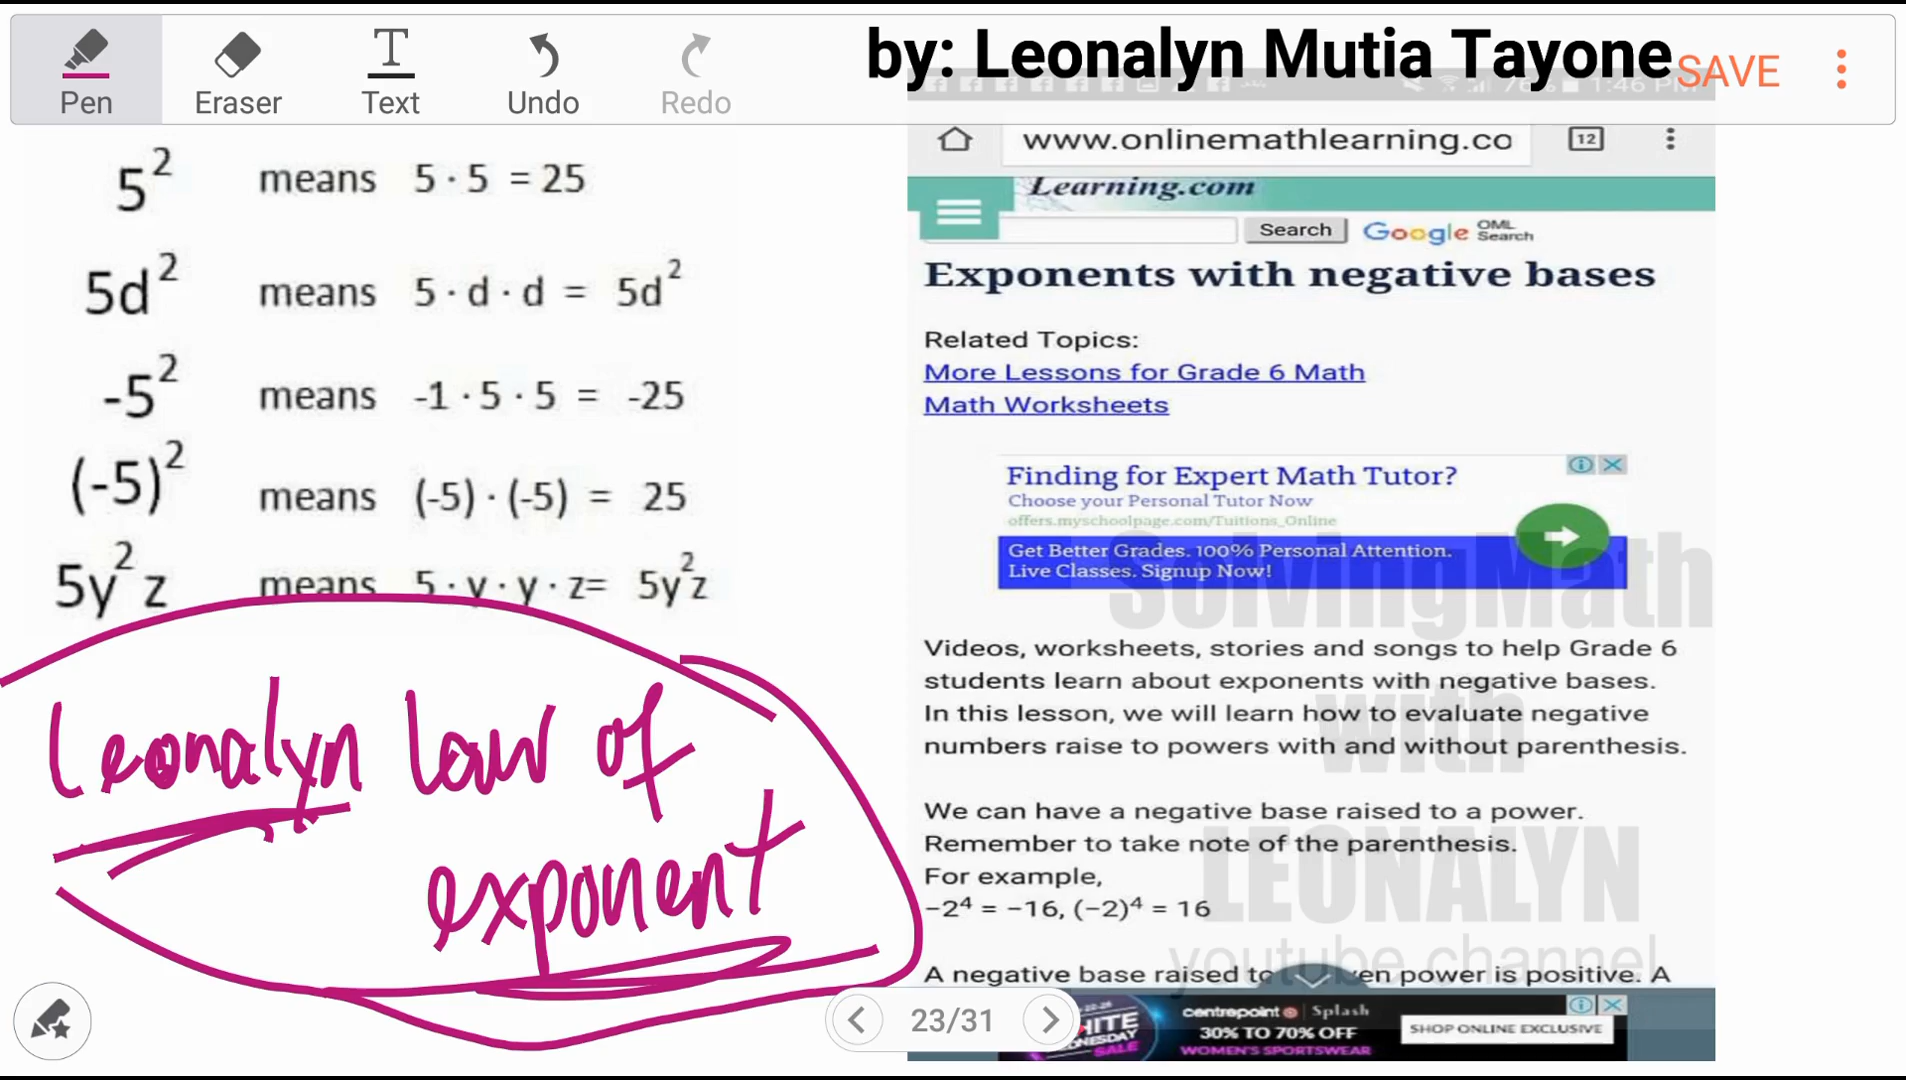 by: Leonalyn Mutia Tayone
Pen
Eraser
Text
Undo
Redo
SAVE
5² means 5 · 5 = 25
5d² means 5 · d · d = 5d²
-5² means -1 · 5 · 5 = -25
(-5)² means (-5) · (-5) = 25
5y²z means 5 · y · y · z= 5y²z
Leonalyn law of
exponent
23/31
1:46 PM
www.onlinemathlearning.co
12
Learning.com
Search
Google OML Search
Exponents with negative bases
Related Topics:
More Lessons for Grade 6 Math
Math Worksheets
Finding for Expert Math Tutor?
Choose your Personal Tutor Now
offers.myschoolpage.com/Tuitions_Online
Get Better Grades. 100% Personal Attention.
Live Classes. Signup Now!
SolvingMath
with
LEONALYN
youtube channel
Videos, worksheets, stories and songs to help Grade 6
students learn about exponents with negative bases.
In this lesson, we will learn how to evaluate negative
numbers raise to powers with and without parenthesis.
We can have a negative base raised to a power.
Remember to take note of the parenthesis.
For example,
−2⁴ = −16, (−2)⁴ = 16
A negative base raised to en power is positive. A
HITE
SALE
centrepoint Splash
30% TO 70% OFF
WOMEN'S SPORTSWEAR
SHOP ONLINE EXCLUSIVE